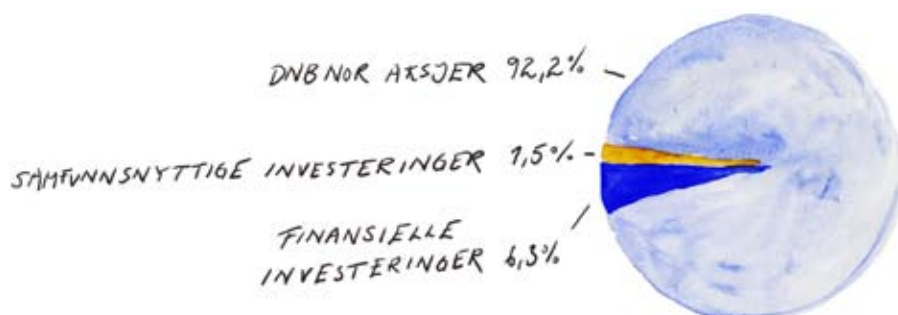 DNB NOR AKSJER 92,2%
SAMFUNNSNYTTIGE INVESTERINGER 1,5%
FINANSIELLE
INVESTERINGER 6,3%